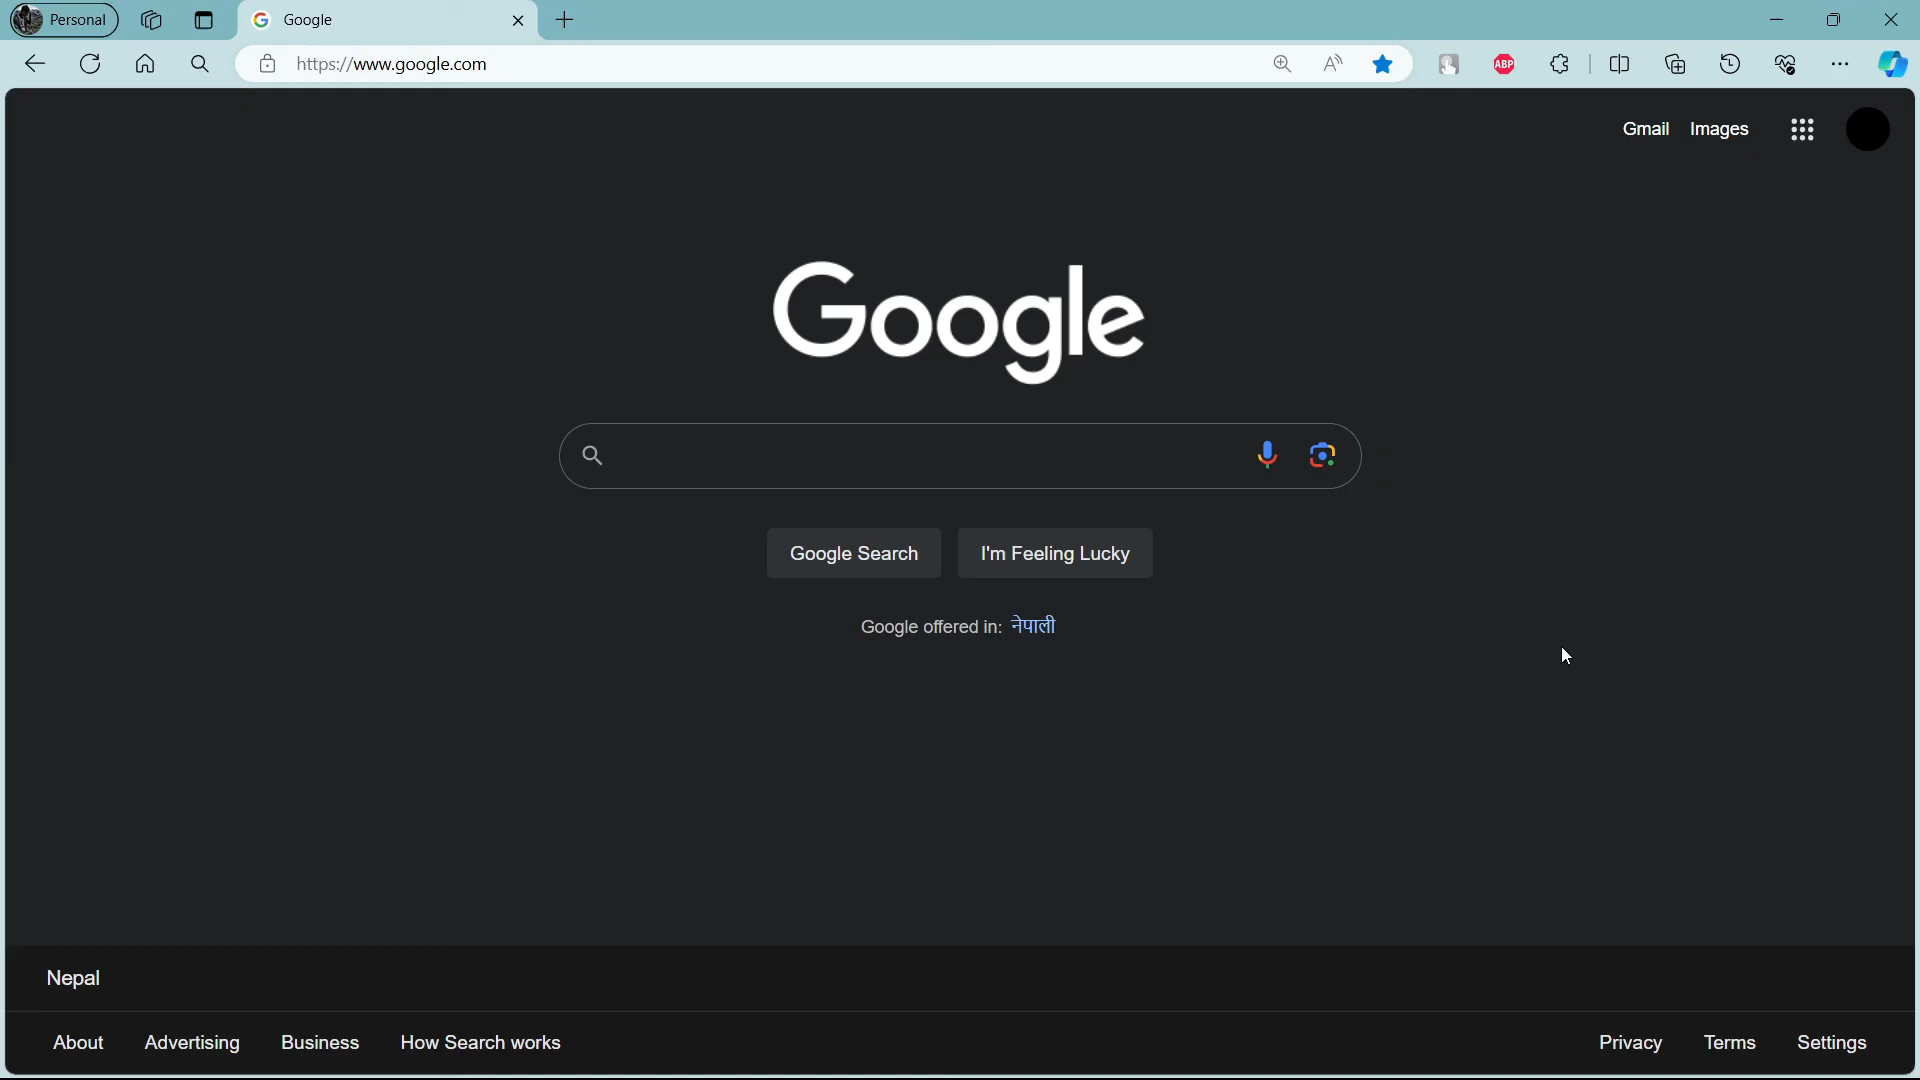 Personal
Google
https://www.google.com
ABP
Gmail Images
Google
Google Search I'm Feeling Lucky
Google offered in: नेपाली
Nepal
About Advertising Business How Search works Privacy Terms Settings